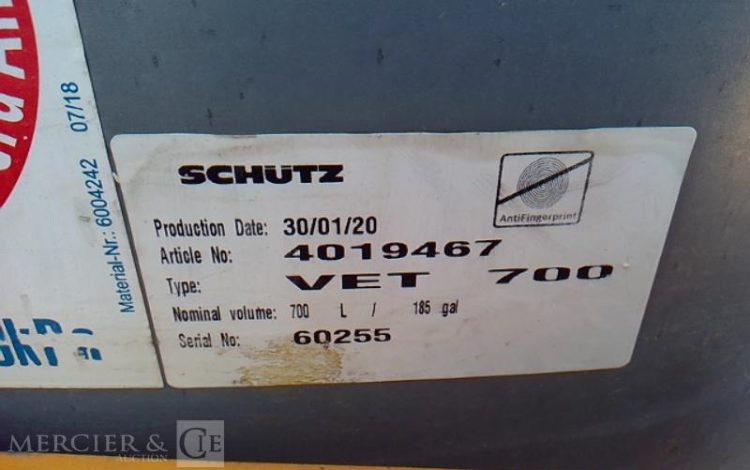 SCHÜTZ
AntiFingerprint
Production Date: 30/01/20
Article No: 4019467
Type: VET 700
Nominal volume: 700 L / 185 gal
Serial No: 60255
Material-Nr.: 6004242 07/18
MERCIER & CIE
AUCTION